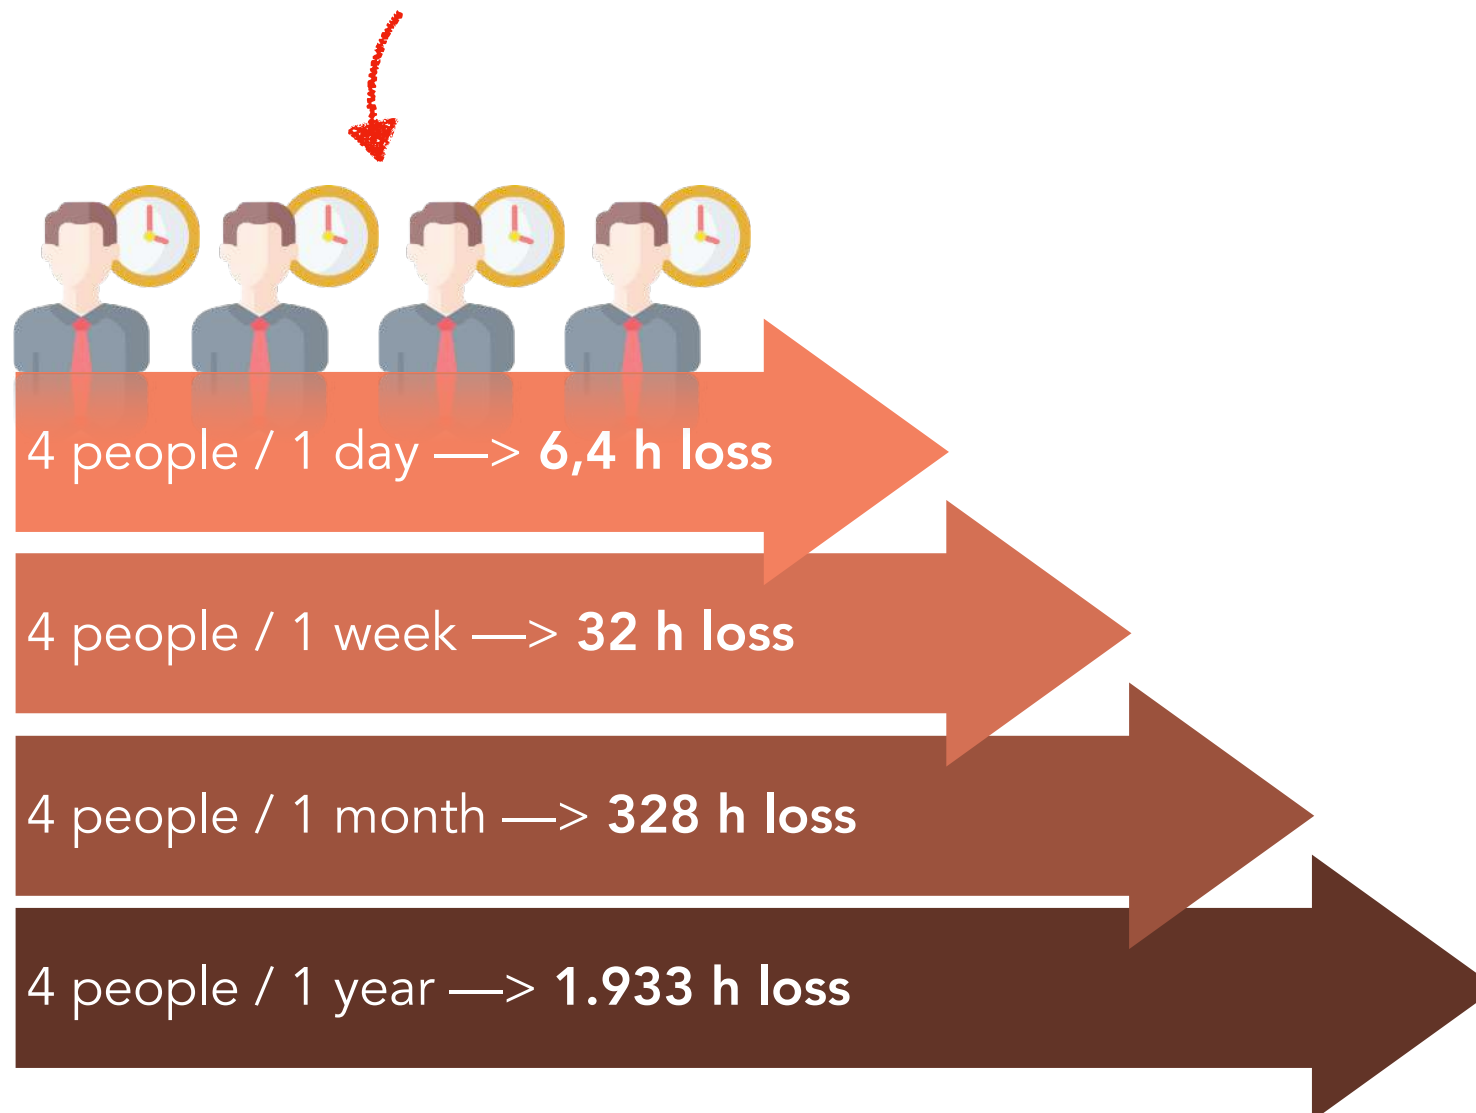 4 people / 1 day —> 6,4 h loss
4 people / 1 week —> 32 h loss
4 people / 1 month —> 328 h loss
4 people / 1 year —> 1.933 h loss